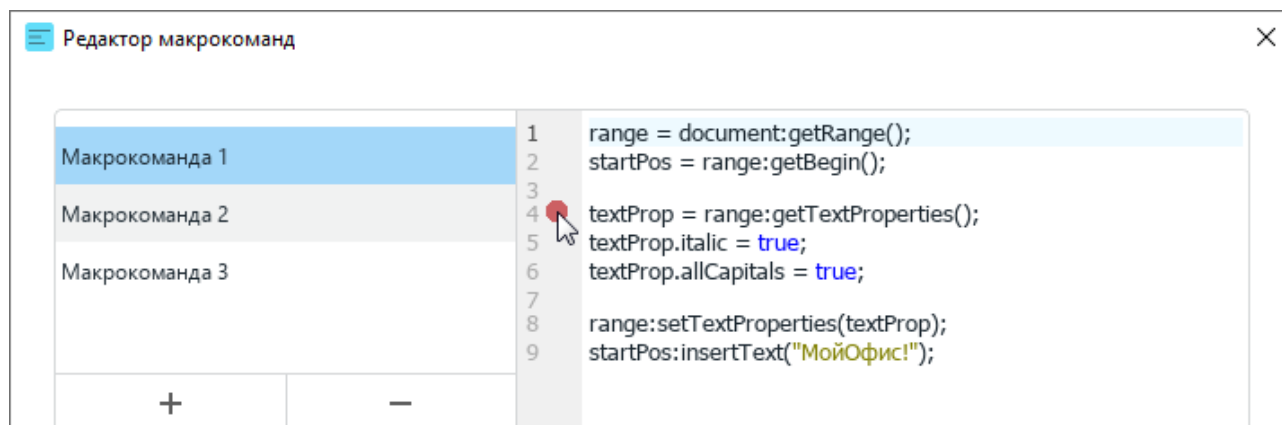 Редактор макрокоманд
Макрокоманда 1
Макрокоманда 2
Макрокоманда 3
+ −
1 range = document:getRange();
2 startPos = range:getBegin();
3
4 textProp = range:getTextProperties();
5 textProp.italic = true;
6 textProp.allCapitals = true;
7
8 range:setTextProperties(textProp);
9 startPos:insertText("МойОфис!");